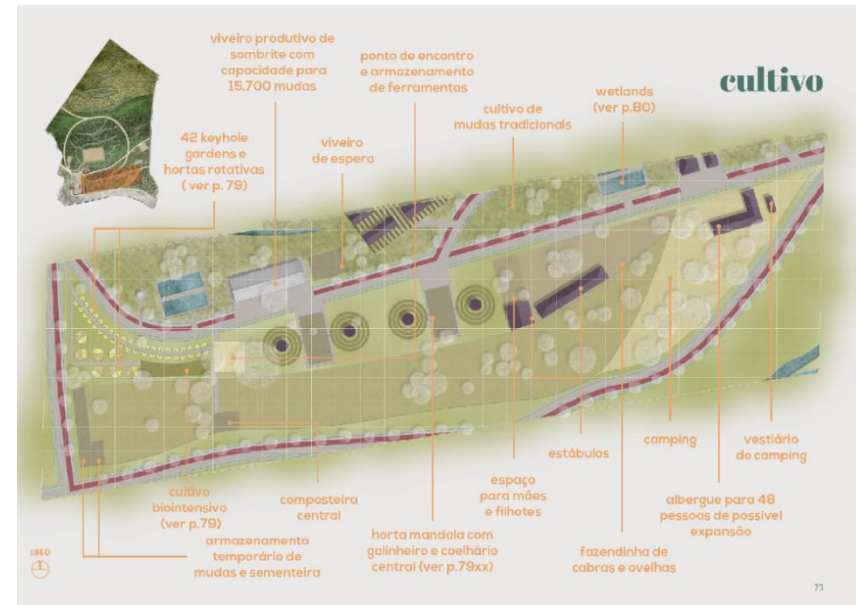 cultivo
viveiro produtivo de
sombrite com
capacidade para
15.700 mudas
ponto de encontro
e armazenamento
de ferramentas
wetlands
(ver p.80)
cultivo de
mudas tradicionais
42 keyhole
gardens e
hortas rotativas
( ver p. 79)
viveiro
de espera
camping
vestiário
do camping
estábulos
espaço
para mães
e filhotes
albergue para 48
pessoas de possível
expansão
cultivo
biointensivo
(ver p.79)
composteira
central
horta mandala com
galinheiro e coelhário
central (ver p.79xx)
fazendinha de
cabras e ovelhas
armazenamento
temporário de
mudas e sementeira
73